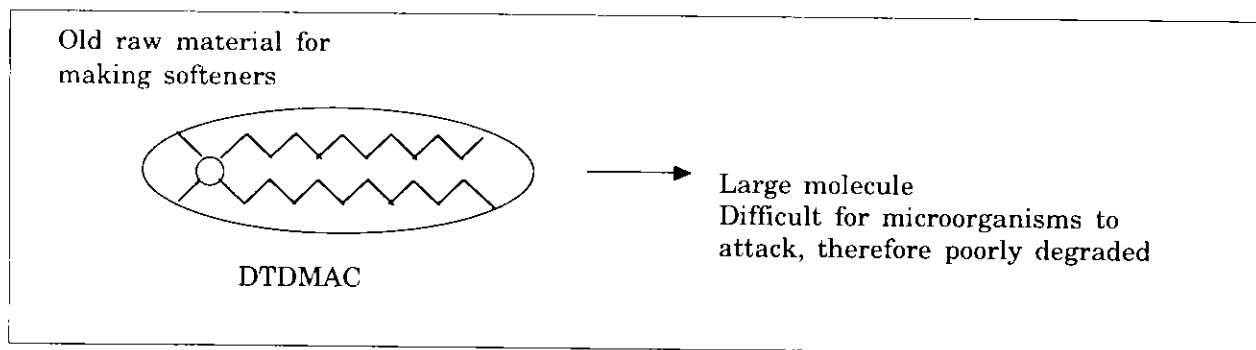 Old raw material for
making softeners
Large molecule
Difficult for microorganisms to
attack, therefore poorly degraded
DTDMAC